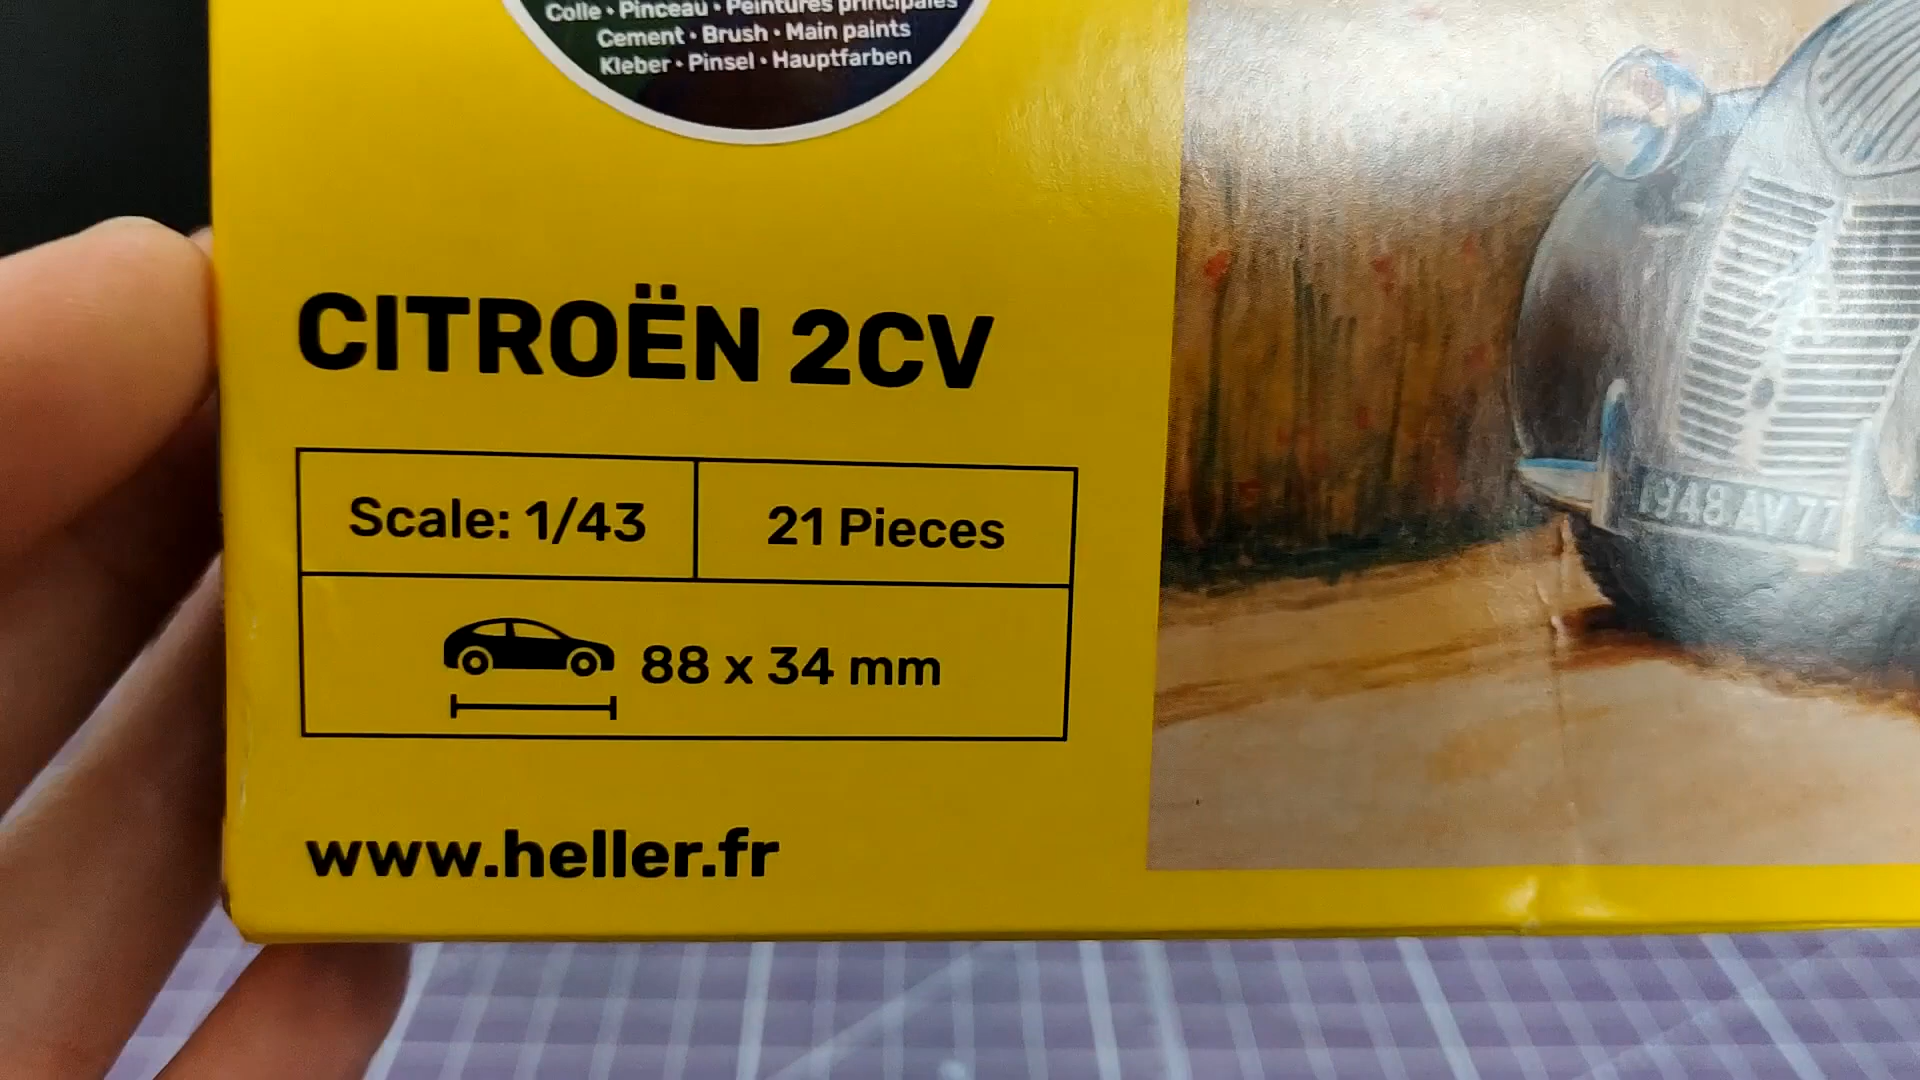 Colle • Pinceau • Peintures principales
Cement • Brush • Main paints
Kleber • Pinsel • Hauptfarben
CITROËN 2CV
Scale: 1/43
21 Pieces
88 x 34 mm
www.heller.fr